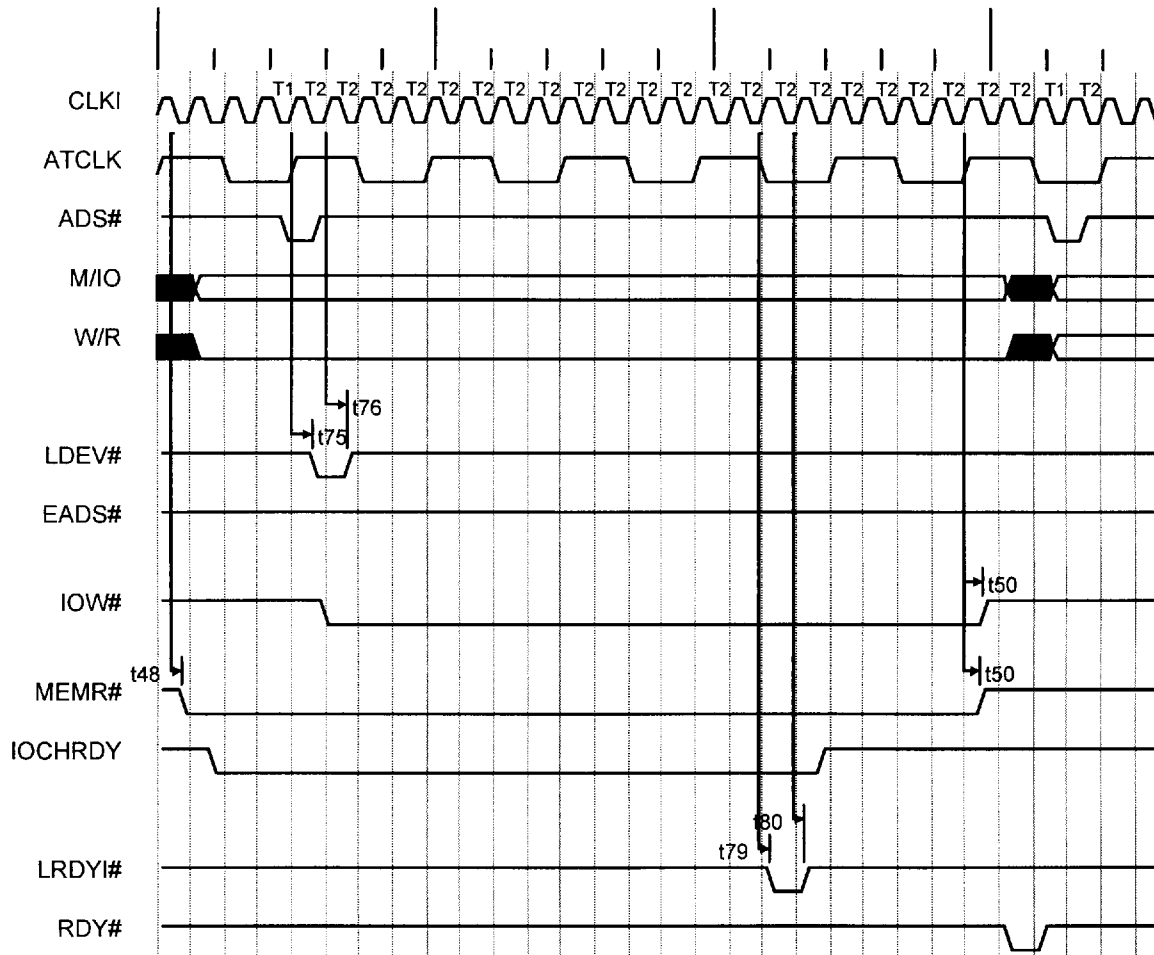 T1 T2 T2 T2 T2 T2 T2 T2 T2 T2 T2 T2 T2 T2 T2 T2 T2 T2 T2 T2 T2 T2 T1 T2
CLKI
ATCLK
ADS#
M/IO
W/R
t76
t75
LDEV#
EADS#
t50
IOW#
t48
t50
MEMR#
IOCHRDY
t80
t79
LRDYI#
RDY#